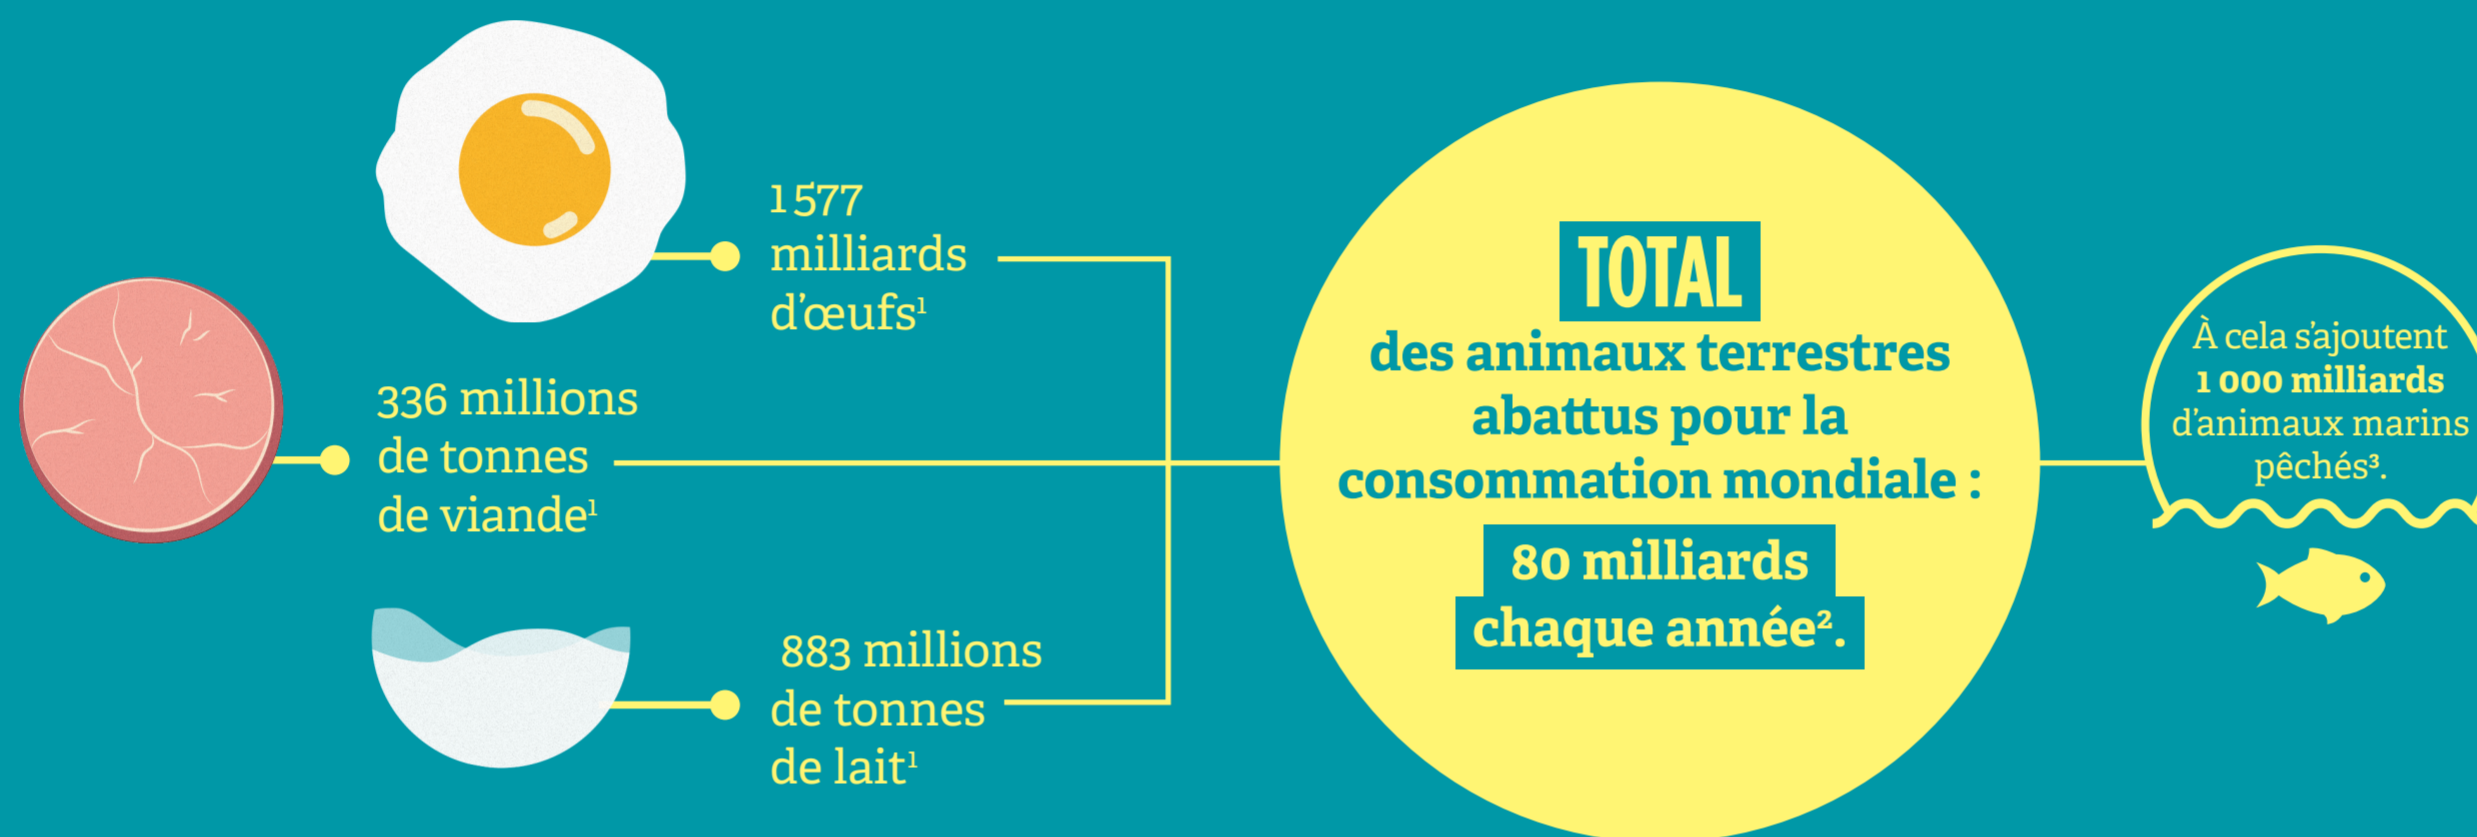 1 577
milliards
d’œufs¹
336 millions
de tonnes
de viande¹
883 millions
de tonnes
de lait¹
TOTAL
des animaux terrestres
abattus pour la
consommation mondiale :
80 milliards
chaque année².
À cela s’ajoutent
1 000 milliards
d’animaux marins
pêchés³.